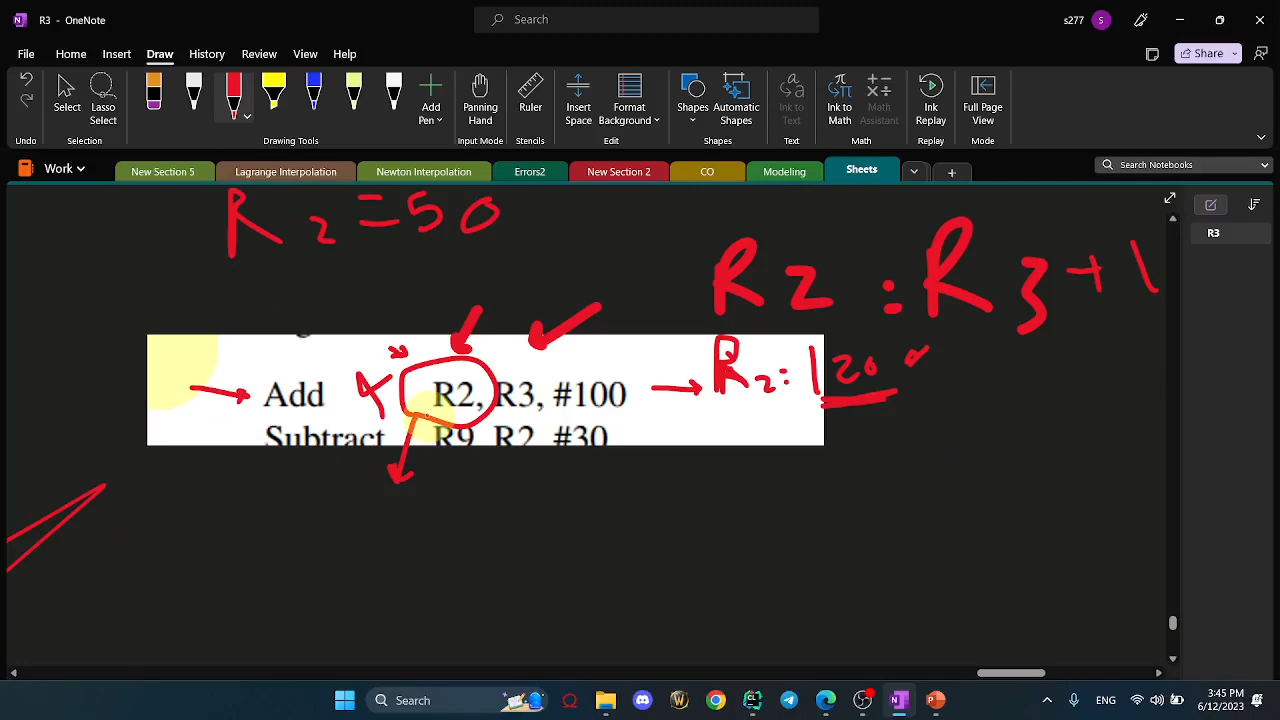 R3 - OneNote
Search
s277 S
File Home Insert Draw History Review View Help
Share
Undo
Select
Lasso Select
Selection
Add Pen
Drawing Tools
Panning Hand
Input Mode
Ruler
Stencils
Insert Space
Format Background
Edit
Shapes
Automatic Shapes
Shapes
Ink to Text
Text
Ink to Math
Math Assistant
Math
Ink Replay
Replay
Full Page View
Mode
Work
New Section 5
Lagrange Interpolation
Newton Interpolation
Errors2
New Section 2
CO
Modeling
Sheets
Search Notebooks
R3
R2 = 50
R2 : R3 + 1
Add R2, R3, #100
R2: 120
Subtract R9, R2, #30
Search
ENG
3:45 PM
6/12/2023